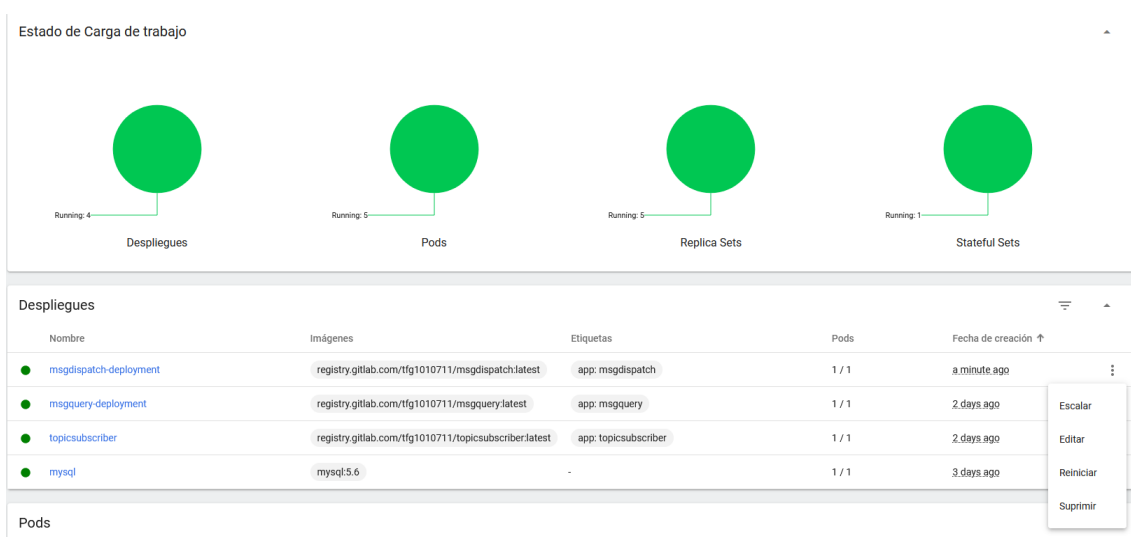 Estado de Carga de trabajo
Running: 4
Running: 5
Running: 5
Running: 1
Despliegues
Pods
Replica Sets
Stateful Sets
Despliegues
Nombre Imágenes Etiquetas Pods Fecha de creación ↑
msgdispatch-deployment registry.gitlab.com/tfg1010711/msgdispatch:latest app: msgdispatch 1 / 1 a minute ago
msgquery-deployment registry.gitlab.com/tfg1010711/msgquery:latest app: msgquery 1 / 1 2 days ago
topicsubscriber registry.gitlab.com/tfg1010711/topicsubscriber:latest app: topicsubscriber 1 / 1 2 days ago
mysql mysql:5.6 - 1 / 1 3 days ago
Escalar
Editar
Reiniciar
Suprimir
Pods